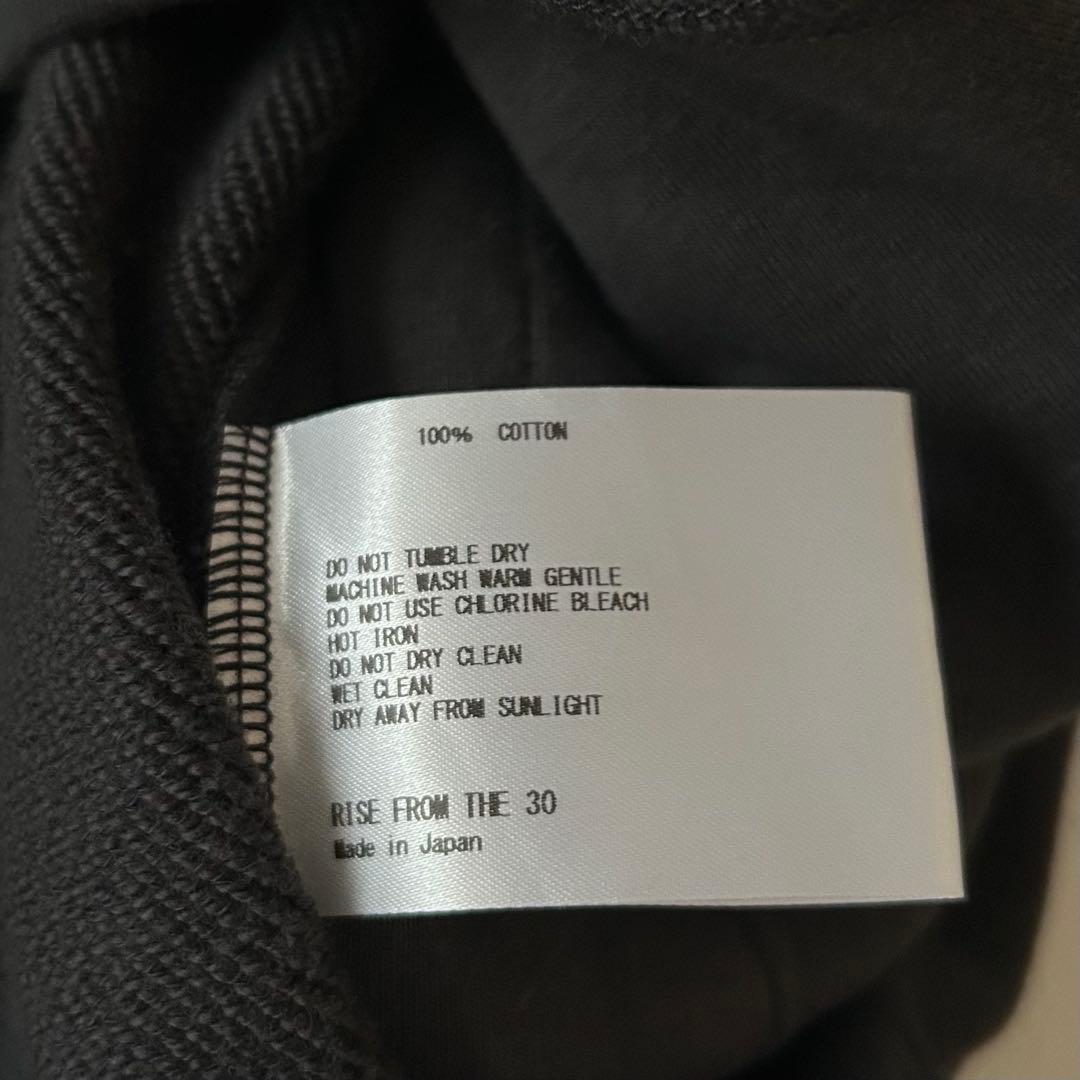 100% COTTON
DO NOT TUMBLE DRY
MACHINE WASH WARM GENTLE
DO NOT USE CHLORINE BLEACH
HOT IRON
DO NOT DRY CLEAN
WET CLEAN
DRY AWAY FROM SUNLIGHT
RISE FROM THE 30
Made in Japan